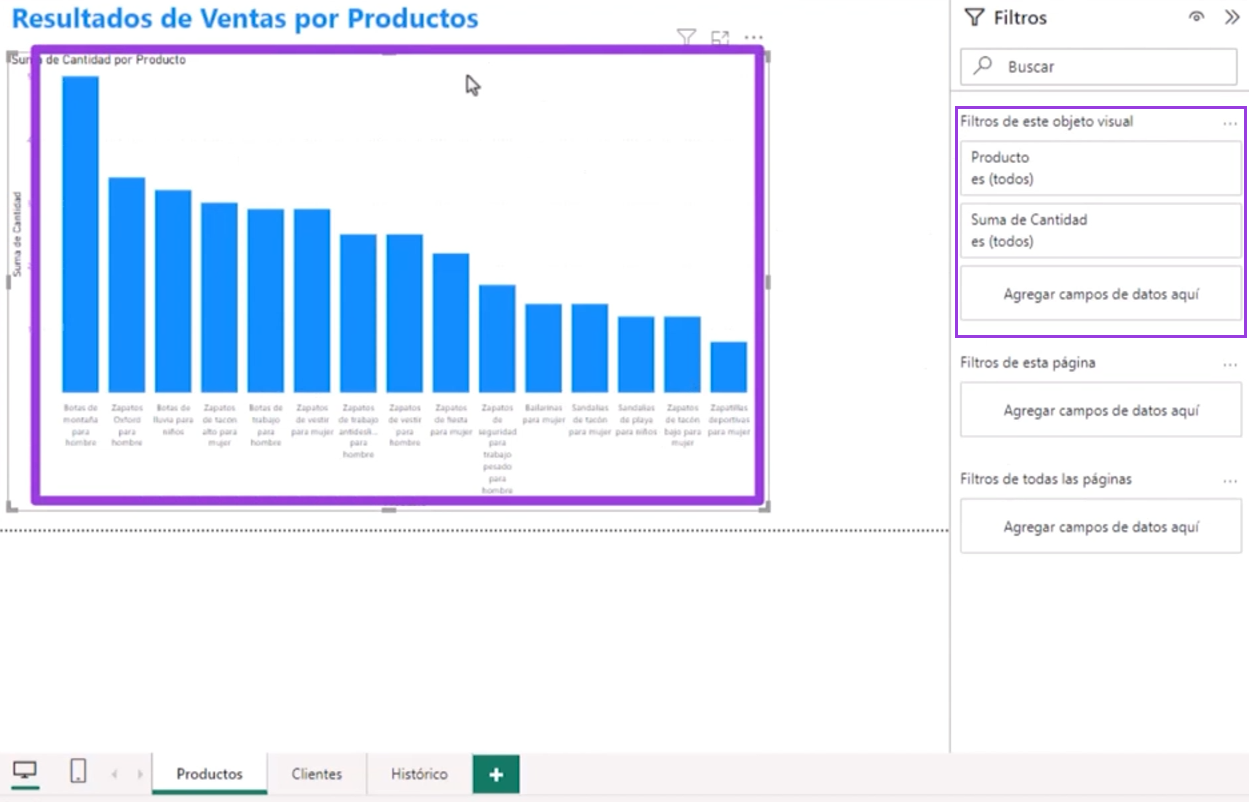 Resultados de Ventas por Productos
Suma de Cantidad por Producto
Suma de Cantidad
Botas de
montaña
para
hombre
Zapatos
Oxford
para
hombre
Botas de
lluvia para
niños
Zapatos
de tacón
alto para
mujer
Botas de
trabajo
para
hombre
Zapatos
de vestir
para mujer
Zapatos
de trabajo
antidesli...
para
hombre
Zapatos
de vestir
para
hombre
Zapatos
de fiesta
para mujer
Zapatos
de
seguridad
para
trabajo
pesado
para
hombre
Bailarinas
para mujer
Sandalias
de tacón
para mujer
Sandalias
de playa
para niños
Zapatos
de tacón
bajo para
mujer
Zapatillas
deportivas
para mujer
Filtros
Buscar
Filtros de este objeto visual
Producto
es (todos)
Suma de Cantidad
es (todos)
Agregar campos de datos aquí
Filtros de esta página
Agregar campos de datos aquí
Filtros de todas las páginas
Agregar campos de datos aquí
Productos
Clientes
Histórico